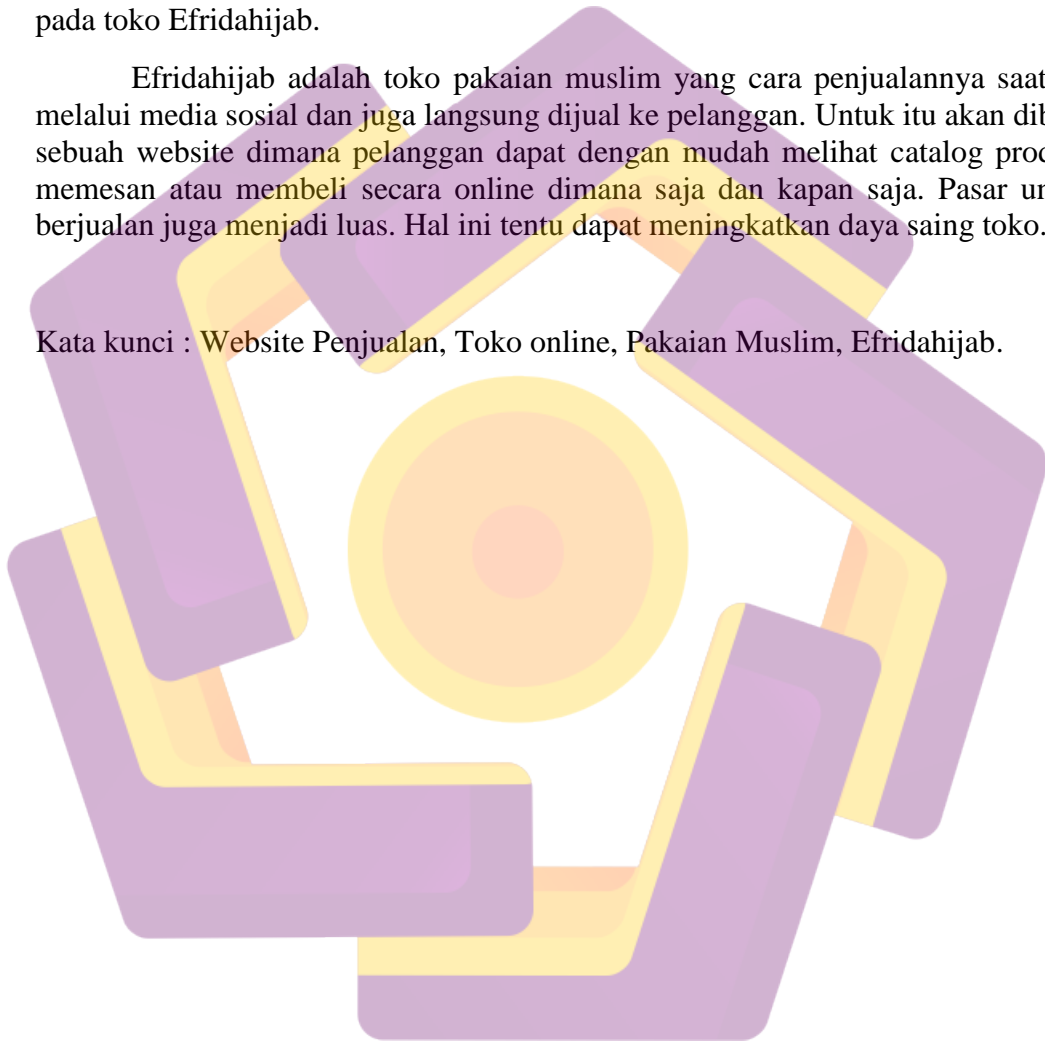 pada toko Efridahijab.
Efridahijab adalah toko pakaian muslim yang cara penjualannya saat
melalui media sosial dan juga langsung dijual ke pelanggan. Untuk itu akan
sebuah website dimana pelanggan dapat dengan mudah melihat catalog
memesan atau membeli secara online dimana saja dan kapan saja. Pasar
berjualan juga menjadi luas. Hal ini tentu dapat meningkatkan daya saing toko.
Kata kunci : Website Penjualan, Toko online, Pakaian Muslim, Efridahijab.